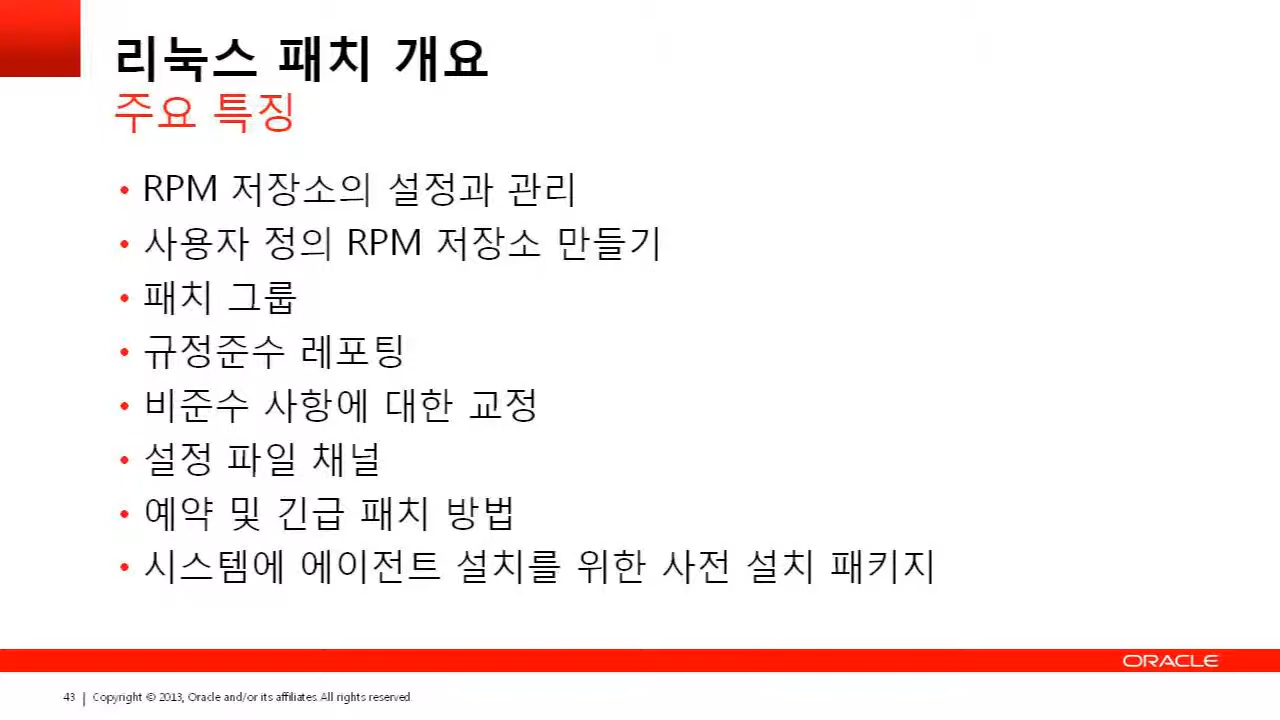 리눅스 패치 개요
주요 특징
• RPM 저장소의 설정과 관리
• 사용자 정의 RPM 저장소 만들기
• 패치 그룹
• 규정준수 레포팅
• 비준수 사항에 대한 교정
• 설정 파일 채널
• 예약 및 긴급 패치 방법
• 시스템에 에이전트 설치를 위한 사전 설치 패키지
ORACLE
43 | Copyright © 2013, Oracle and/or its affiliates. All rights reserved.